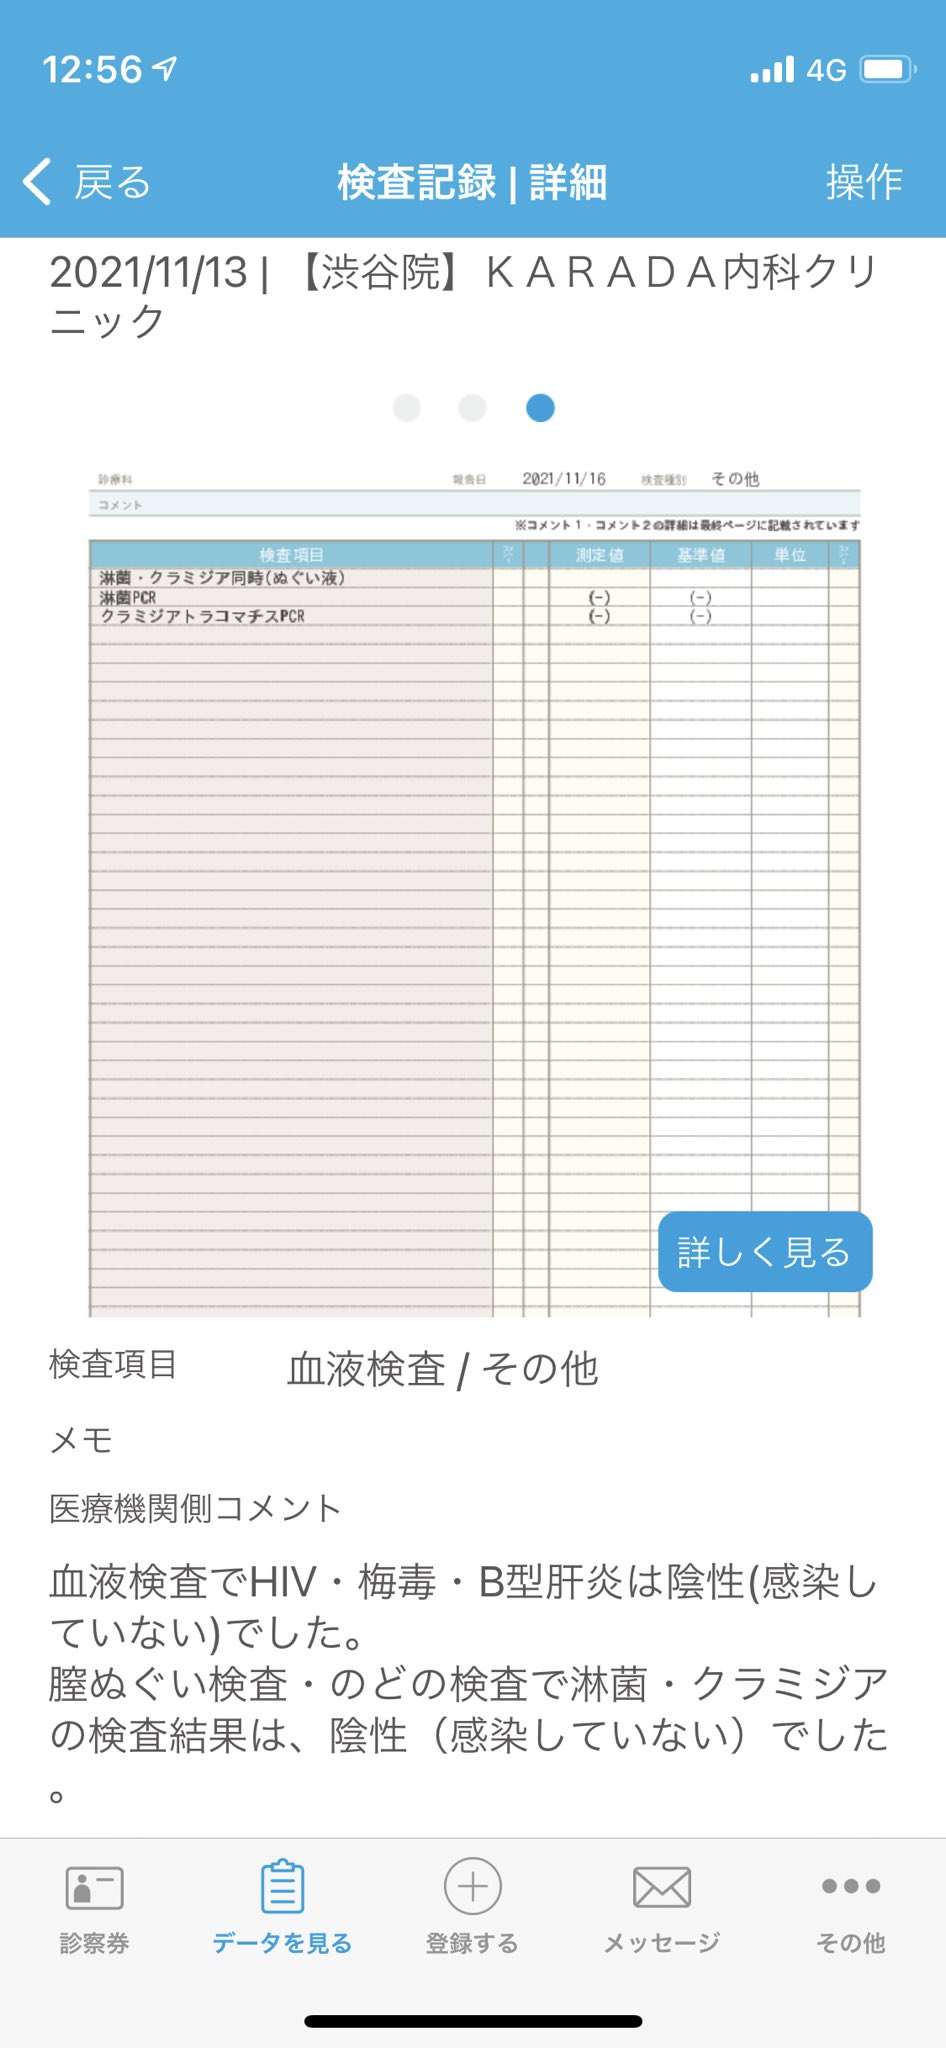 12:56
4G
戻る
検査記録 | 詳細
操作
2021/11/13 | 【渋谷院】ＫＡＲＡＤＡ内科クリ
ニック
診療科 報告日 2021/11/16 検査種別 その他
コメント
※コメント1・コメント2の詳細は最終ページに記載されています
検査項目 測定値 基準値 単位
淋菌・クラミジア同時(ぬぐい液)
淋菌PCR (-) (-)
クラミジアトラコマチスPCR (-) (-)
詳しく見る
検査項目 血液検査 / その他
メモ
医療機関側コメント
血液検査でHIV・梅毒・B型肝炎は陰性(感染し
ていない)でした。
膣ぬぐい検査・のどの検査で淋菌・クラミジア
の検査結果は、陰性（感染していない）でした
。
診察券 データを見る 登録する メッセージ その他